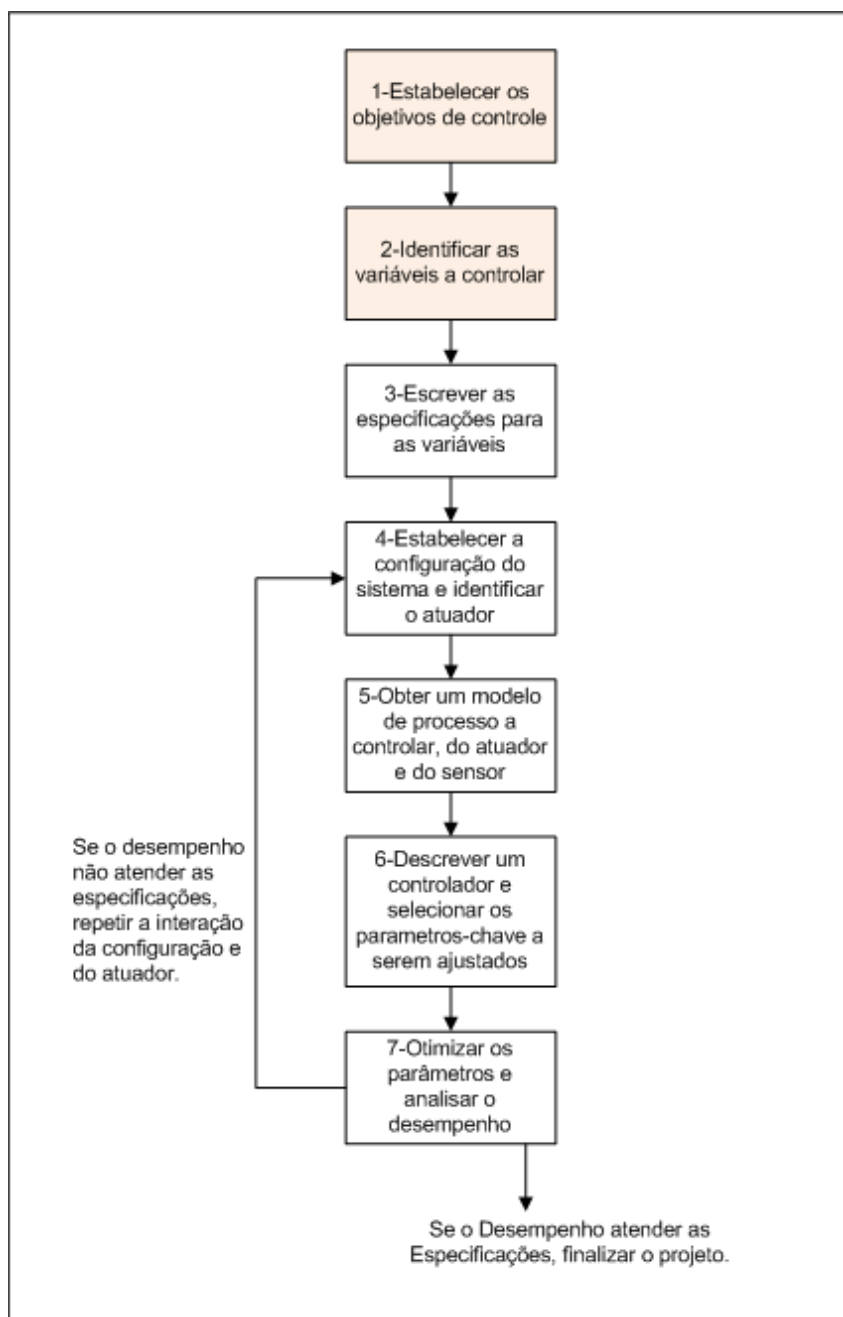 1-Estabelecer os
objetivos de controle
2-Identificar as
variáveis a controlar
3-Escrever as
especificações para
as variáveis
4-Estabelecer a
configuração do
sistema e identificar
o atuador
5-Obter um modelo
de processo a
controlar, do atuador
e do sensor
6-Descrever um
controlador e
selecionar os
parametros-chave a
serem ajustados
7-Otimizar os
parâmetros e
analisar o
desempenho
Se o desempenho
não atender as
especificações,
repetir a interação
da configuração e
do atuador.
Se o Desempenho atender as
Especificações, finalizar o projeto.